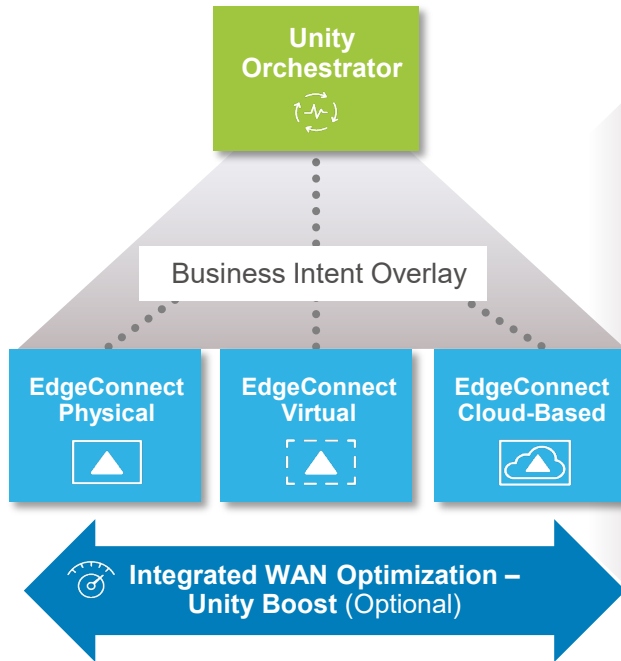 Unity
Orchestrator
Business Intent Overlay
EdgeConnect
Physical
EdgeConnect
Virtual
EdgeConnect
Cloud-Based
Integrated WAN Optimization –
Unity Boost (Optional)